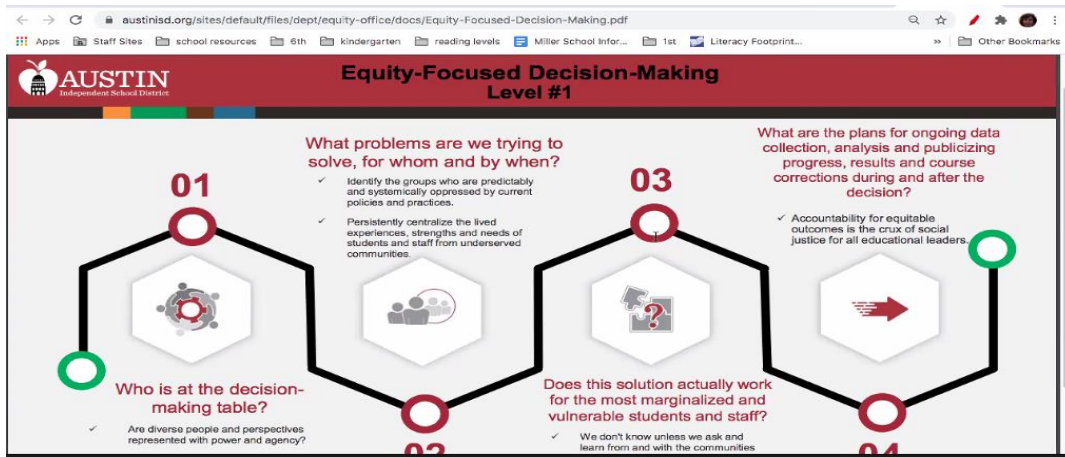 austinisd.org/sites/default/files/dept/equity-office/docs/Equity-Focused-Decision-Making.pdf
Apps Staff Sites school resources 6th kindergarten reading levels Miller School Infor... 1st Literacy Footprint... » Other Bookmarks
AUSTIN
Independent School District
Equity-Focused Decision-Making
Level #1
01
Who is at the decision-
making table?
✓ Are diverse people and perspectives
represented with power and agency?
What problems are we trying to
solve, for whom and by when?
✓ Identify the groups who are predictably
and systemically oppressed by current
policies and practices.
✓ Persistently centralize the lived
experiences, strengths and needs of
students and staff from underserved
communities.
02
03
?
Does this solution actually work
for the most marginalized and
vulnerable students and staff?
✓ We don't know unless we ask and
learn from and with the communities
What are the plans for ongoing data
collection, analysis and publicizing
progress, results and course
corrections during and after the
decision?
✓ Accountability for equitable
outcomes is the crux of social
justice for all educational leaders.
04